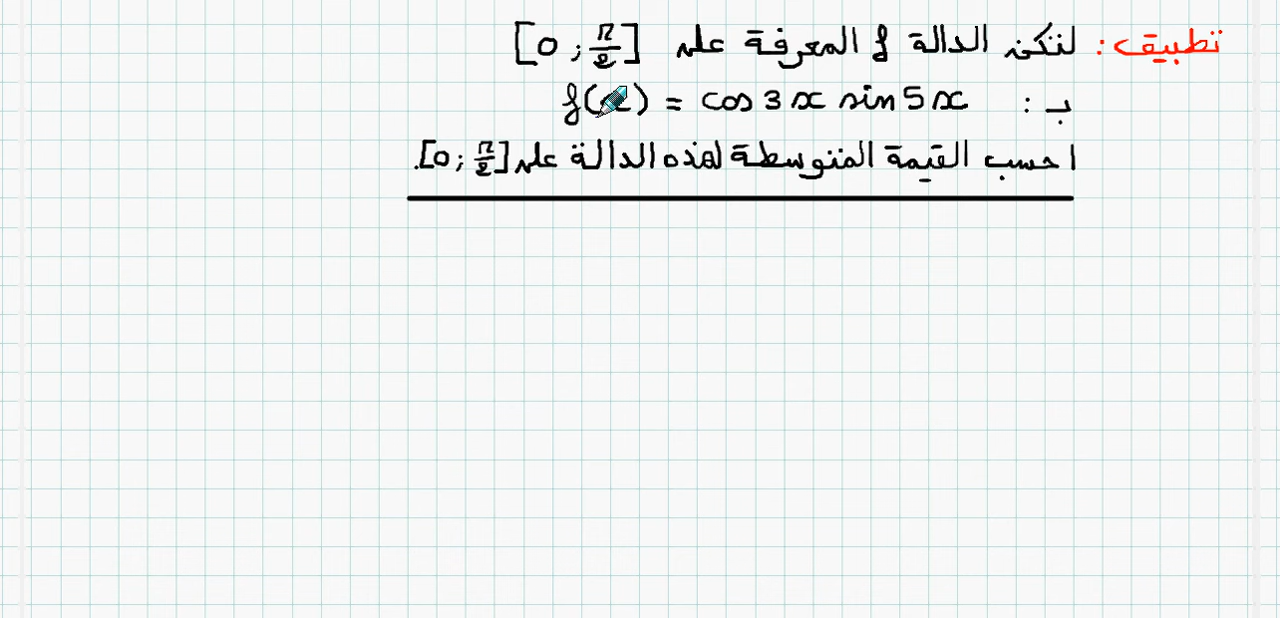 تطبيق: لتكن الدالة f المعرفة على [0 ; π/2]
بـ : f(x) = cos 3x sin 5x
احسب القيمة المتوسطة لهذه الدالة على [0 ; π/2].